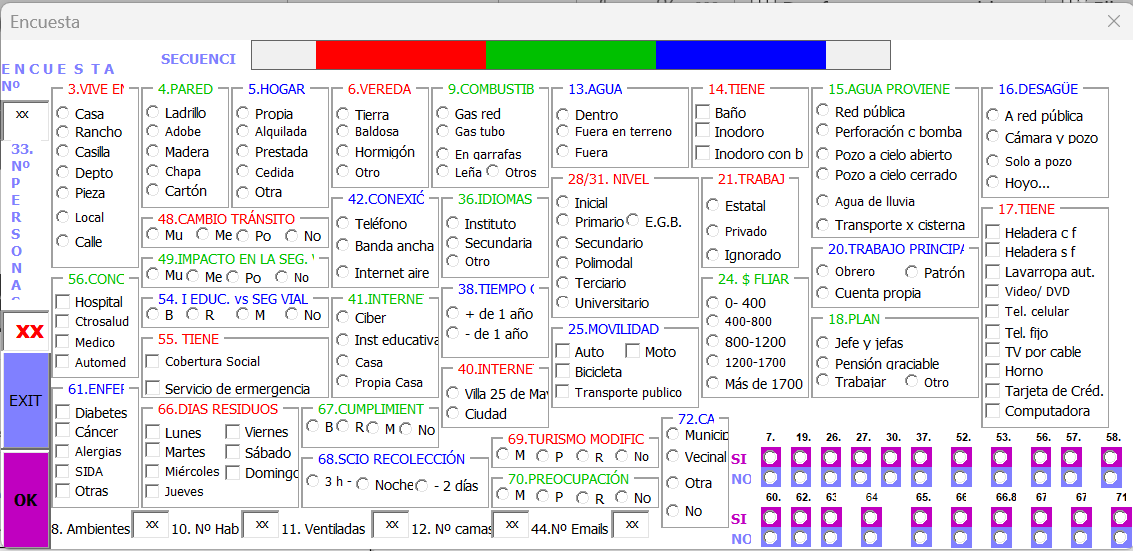 Encuesta
SECUENCI
ENCUESTA
Nº
xx
33.
Nº
P
E
R
S
O
N
A
S
xx
EXIT
OK
3.VIVE EN
Casa
Rancho
Casilla
Depto
Pieza
Local
Calle
4.PARED
Ladrillo
Adobe
Madera
Chapa
Cartón
5.HOGAR
Propia
Alquilada
Prestada
Cedida
Otra
6.VEREDA
Tierra
Baldosa
Hormigón
Otro
9.COMBUSTIB
Gas red
Gas tubo
En garrafas
Leña Otros
13.AGUA
Dentro
Fuera en terreno
Fuera
14.TIENE
Baño
Inodoro
Inodoro con b
15.AGUA PROVIENE
Red pública
Perforación c bomba
Pozo a cielo abierto
Pozo a cielo cerrado
Agua de lluvia
Transporte x cisterna
16.DESAGÜE
A red pública
Cámara y pozo
Solo a pozo
Hoyo...
48.CAMBIO TRÁNSITO
Mu Me Po No
49.IMPACTO EN LA SEG. V
Mu Me Po No
54. I EDUC. vs SEG VIAL
B R M No
55. TIENE
Cobertura Social
Servicio de ermergencia
56.CONC
Hospital
Ctrosalud
Medico
Automed
61.ENFER
Diabetes
Cáncer
Alergias
SIDA
Otras
66.DIAS RESIDUOS
Lunes Viernes
Martes Sábado
Miércoles Doming
Jueves
42.CONEXIÓ
Teléfono
Banda ancha
Internet aire
41.INTERNE
Ciber
Inst educativa
Casa
Propia Casa
67.CUMPLIMIENT
B R M No
68.SCIO RECOLECCIÓN
3 h - Noche - 2 días
36.IDIOMAS
Instituto
Secundaria
Otro
38.TIEMPO C
+ de 1 año
- de 1 año
40.INTERNE
Villa 25 de May
Ciudad
69.TURISMO MODIFIC
M P R No
70.PREOCUPACIÓN
M P R No
28/31. NIVEL
Inicial
Primario E.G.B.
Secundario
Polimodal
Terciario
Universitario
25.MOVILIDAD
Auto Moto
Bicicleta
Transporte publico
21.TRABAJ
Estatal
Privado
Ignorado
24. $ FLIAR
0- 400
400-800
800-1200
1200-1700
Más de 1700
20.TRABAJO PRINCIPA
Obrero Patrón
Cuenta propia
18.PLAN
Jefe y jefas
Pensión graciable
Trabajar Otro
17.TIENE
Heladera c f
Heladera s f
Lavarropa aut.
Video/ DVD
Tel. celular
Tel. fijo
TV por cable
Horno
Tarjeta de Créd.
Computadora
72.CA
Municip
Vecinal
Otra
No
7. 19. 26. 27. 30. 37. 52. 53. 56. 57. 58.
SI
NO
60. 62. 63 64 65. 66 66.8 67 67 71
SI
NO
8. Ambientes xx 10. Nº Hab xx 11. Ventiladas xx 12. Nº camas xx 44.Nº Emails xx